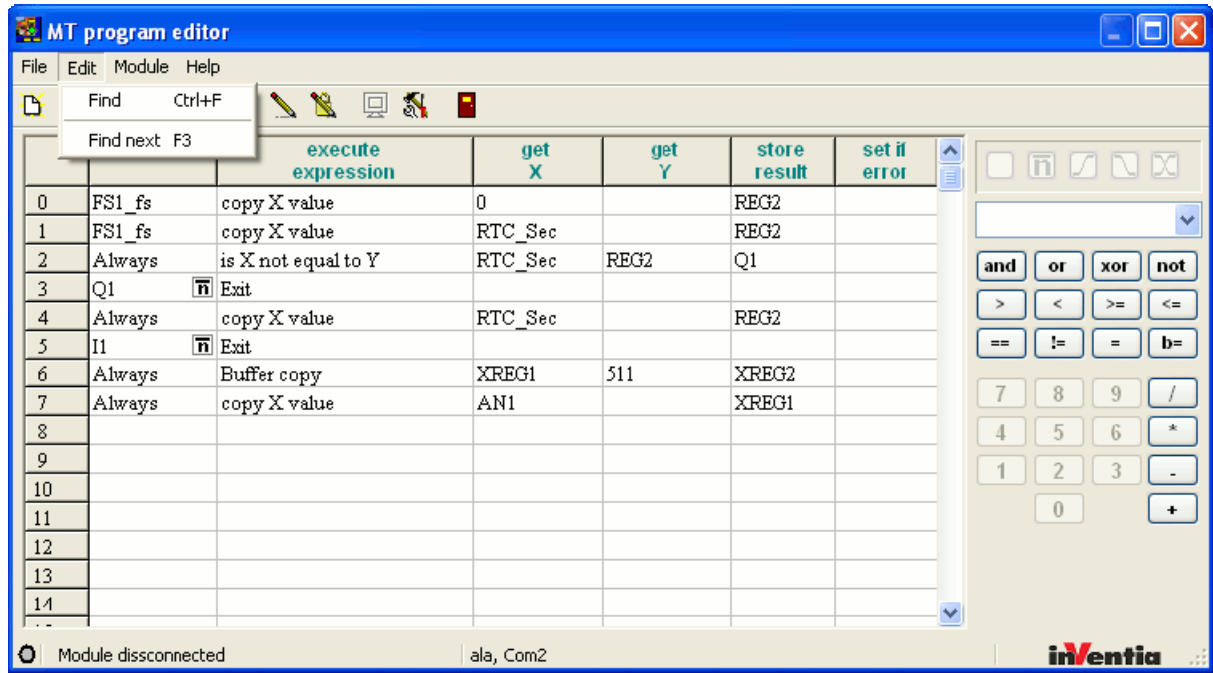 MT program editor
File Edit Module Help
Find Ctrl+F
Find next F3
execute expression get X get Y store result set if error
0 FS1_fs copy X value 0 REG2
1 FS1_fs copy X value RTC_Sec REG2
2 Always is X not equal to Y RTC_Sec REG2 Q1
3 Q1 n Exit
4 Always copy X value RTC_Sec REG2
5 I1 n Exit
6 Always Buffer copy XREG1 511 XREG2
7 Always copy X value AN1 XREG1
8
9
10
11
12
13
14
n
and or xor not
> < >= <=
== != = b=
7 8 9 /
4 5 6 *
1 2 3 -
0 +
Module dissconnected ala, Com2 inVentia